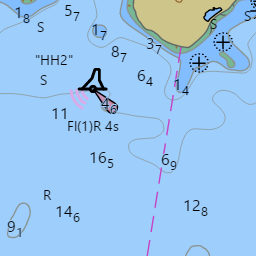 1₈ 5₇ S
1₇
8₇ 3₇
"HH2"
S 6₄ 1₄
11 4₆
Fl(1)R 4s
16₅ 6₉
R
14₆ 12₈
9₁